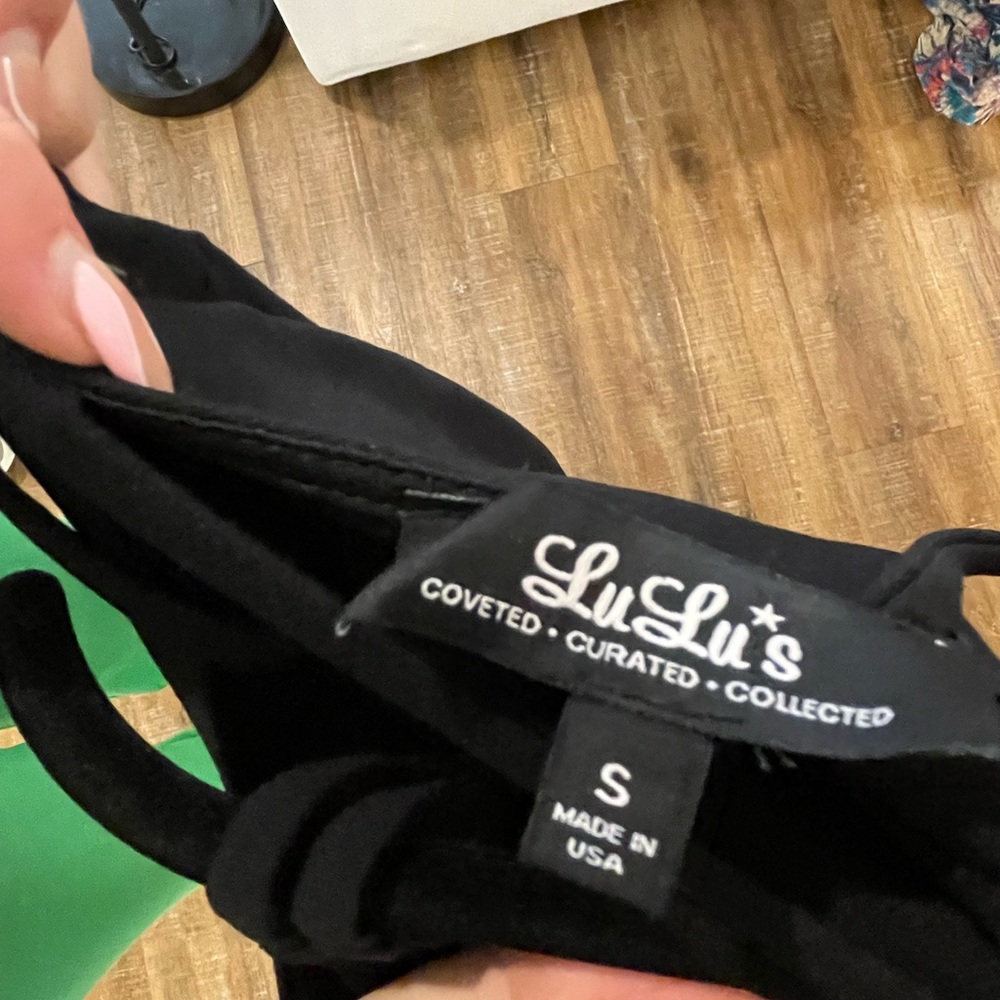 LuLu★s
COVETED • CURATED • COLLECTED
S
MADE IN
USA